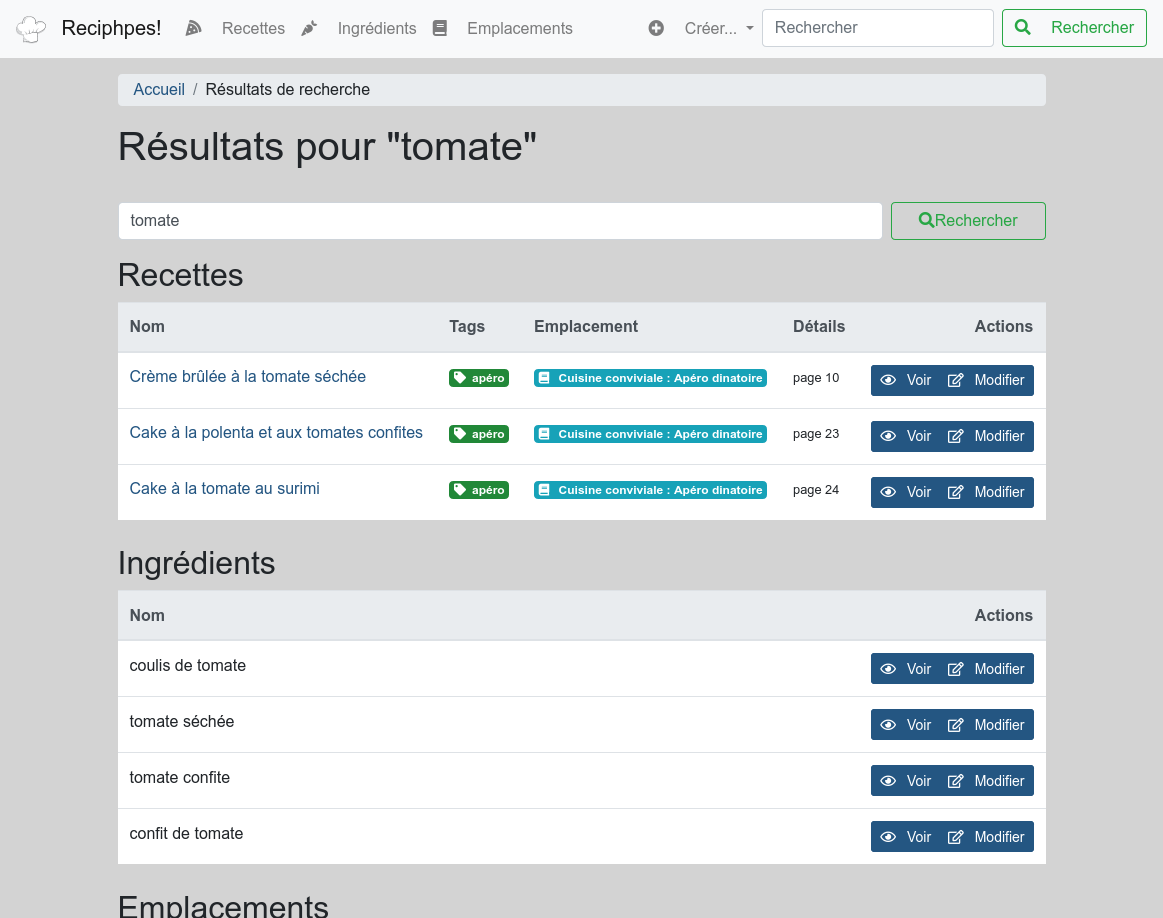 Reciphpes! Recettes Ingrédients Emplacements Créer... Rechercher Rechercher
Accueil / Résultats de recherche
Résultats pour "tomate"
tomate Rechercher
Recettes
Nom Tags Emplacement Détails Actions
Crème brûlée à la tomate séchée apéro Cuisine conviviale : Apéro dinatoire page 10 Voir Modifier
Cake à la polenta et aux tomates confites apéro Cuisine conviviale : Apéro dinatoire page 23 Voir Modifier
Cake à la tomate au surimi apéro Cuisine conviviale : Apéro dinatoire page 24 Voir Modifier
Ingrédients
Nom Actions
coulis de tomate Voir Modifier
tomate séchée Voir Modifier
tomate confite Voir Modifier
confit de tomate Voir Modifier
Emplacements